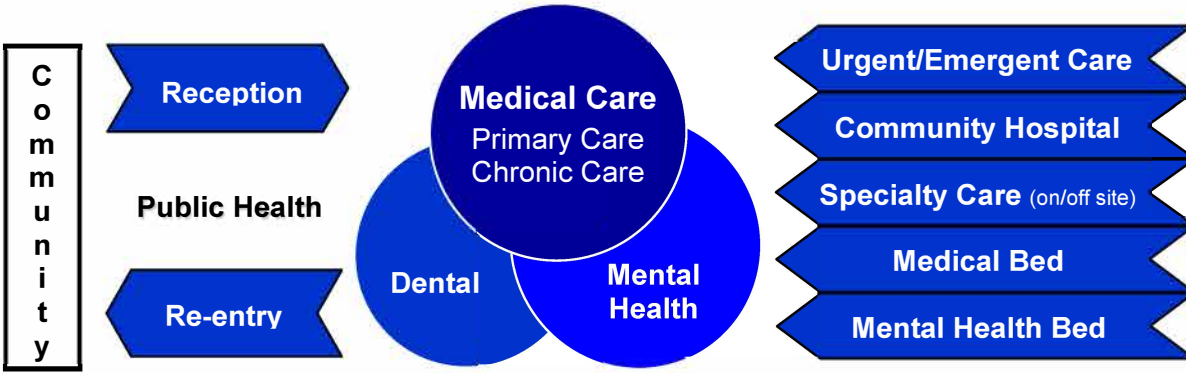 Community
Reception
Public Health
Re-entry
Medical Care
Primary Care
Chronic Care
Dental
Mental
Health
Urgent/Emergent Care
Community Hospital
Specialty Care (on/off site)
Medical Bed
Mental Health Bed